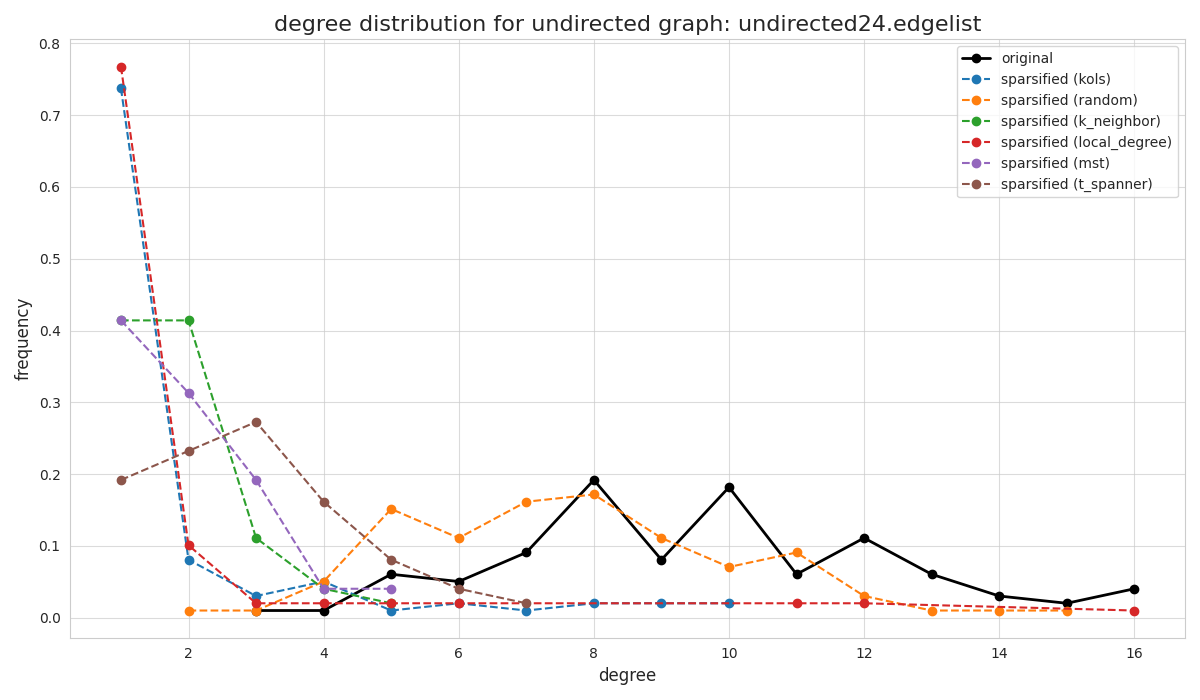 degree distribution for undirected graph: undirected24.edgelist
original
sparsified (kols)
sparsified (random)
sparsified (k_neighbor)
sparsified (local_degree)
sparsified (mst)
sparsified (t_spanner)
frequency
0.8
0.7
0.6
0.5
0.4
0.3
0.2
0.1
0.0
2 4 6 8 10 12 14 16
degree